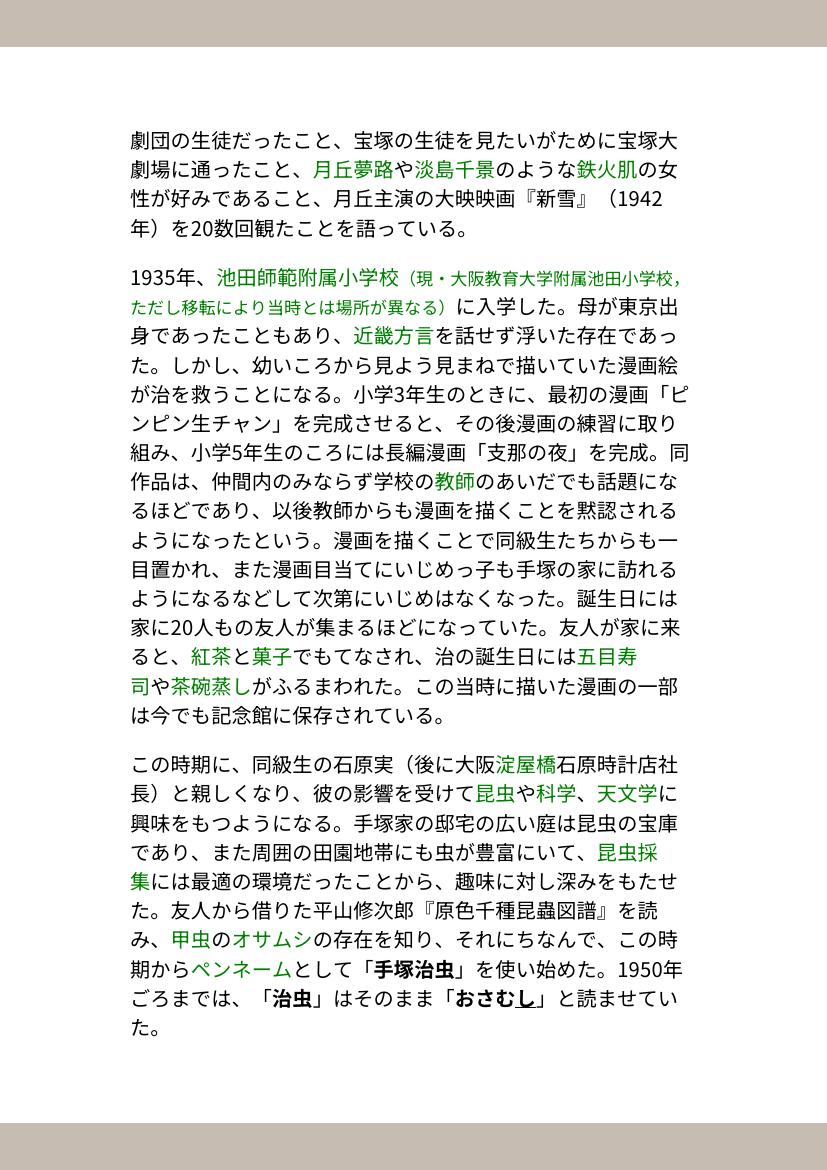 劇団の生徒だったこと、宝塚の生徒を見たいがために宝塚大
劇場に通ったこと、月丘夢路や淡島千景のような鉄火肌の女
性が好みであること、月丘主演の大映映画『新雪』（1942
年）を20数回観たことを語っている。
1935年、池田師範附属小学校（現・大阪教育大学附属池田小学校，
ただし移転により当時とは場所が異なる）に入学した。母が東京出
身であったこともあり、近畿方言を話せず浮いた存在であっ
た。しかし、幼いころから見よう見まねで描いていた漫画絵
が治を救うことになる。小学3年生のときに、最初の漫画「ピ
ンピン生チャン」を完成させると、その後漫画の練習に取り
組み、小学5年生のころには長編漫画「支那の夜」を完成。同
作品は、仲間内のみならず学校の教師のあいだでも話題にな
るほどであり、以後教師からも漫画を描くことを黙認される
ようになったという。漫画を描くことで同級生たちからも一
目置かれ、また漫画目当てにいじめっ子も手塚の家に訪れる
ようになるなどして次第にいじめはなくなった。誕生日には
家に20人もの友人が集まるほどになっていた。友人が家に来
ると、紅茶と菓子でもてなされ、治の誕生日には五目寿
司や茶碗蒸しがふるまわれた。この当時に描いた漫画の一部
は今でも記念館に保存されている。
この時期に、同級生の石原実（後に大阪淀屋橋石原時計店社
長）と親しくなり、彼の影響を受けて昆虫や科学、天文学に
興味をもつようになる。手塚家の邸宅の広い庭は昆虫の宝庫
であり、また周囲の田園地帯にも虫が豊富にいて、昆虫採
集には最適の環境だったことから、趣味に対し深みをもたせ
た。友人から借りた平山修次郎『原色千種昆蟲図譜』を読
み、甲虫のオサムシの存在を知り、それにちなんで、この時
期からペンネームとして「手塚治虫」を使い始めた。1950年
ごろまでは、「治虫」はそのまま「おさむし」と読ませてい
た。